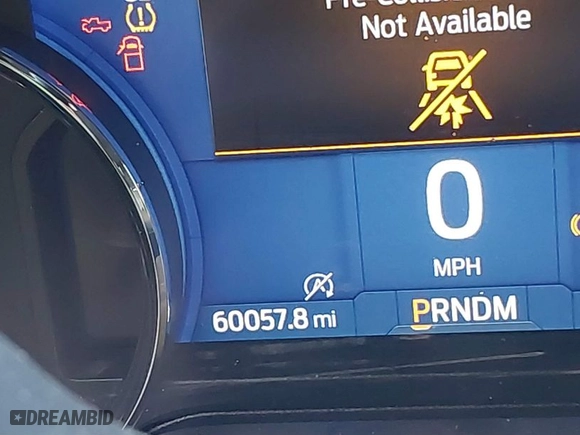 Not Available
0
MPH
60057.8 mi
PRNDM
DREAMBID